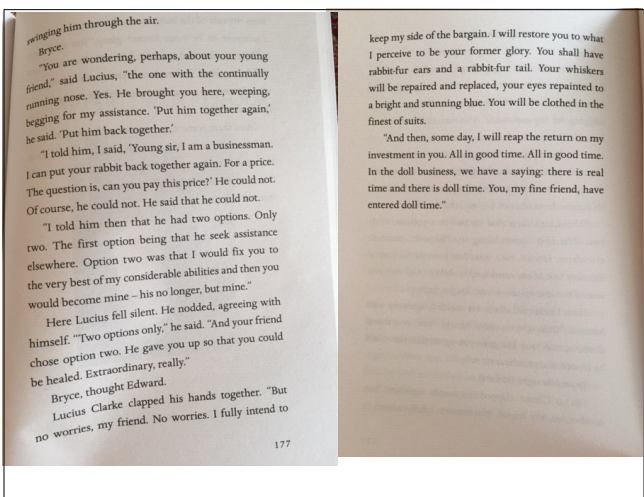 swinging him through the air.
Bryce.
"You are wondering, perhaps, about your young
friend," said Lucius, "the one with the continually
running nose. Yes. He brought you here, weeping,
begging for my assistance. 'Put him together again,'
he said. 'Put him back together.'
"I told him, I said, 'Young sir, I am a businessman.
I can put your rabbit back together again. For a price.
The question is, can you pay this price?' He could not.
Of course, he could not. He said that he could not.
"I told him then that he had two options. Only
two. The first option being that he seek assistance
elsewhere. Option two was that I would fix you to
the very best of my considerable abilities and then you
would become mine – his no longer, but mine."
Here Lucius fell silent. He nodded, agreeing with
himself. "Two options only," he said. "And your friend
chose option two. He gave you up so that you could
be healed. Extraordinary, really."
Bryce, thought Edward.
Lucius Clarke clapped his hands together. "But
no worries, my friend. No worries. I fully intend to
177
keep my side of the bargain. I will restore you to what
I perceive to be your former glory. You shall have
rabbit-fur ears and a rabbit-fur tail. Your whiskers
will be repaired and replaced, your eyes repainted to
a bright and stunning blue. You will be clothed in the
finest of suits.
"And then, some day, I will reap the return on my
investment in you. All in good time. All in good time.
In the doll business, we have a saying: there is real
time and there is doll time. You, my fine friend, have
entered doll time."